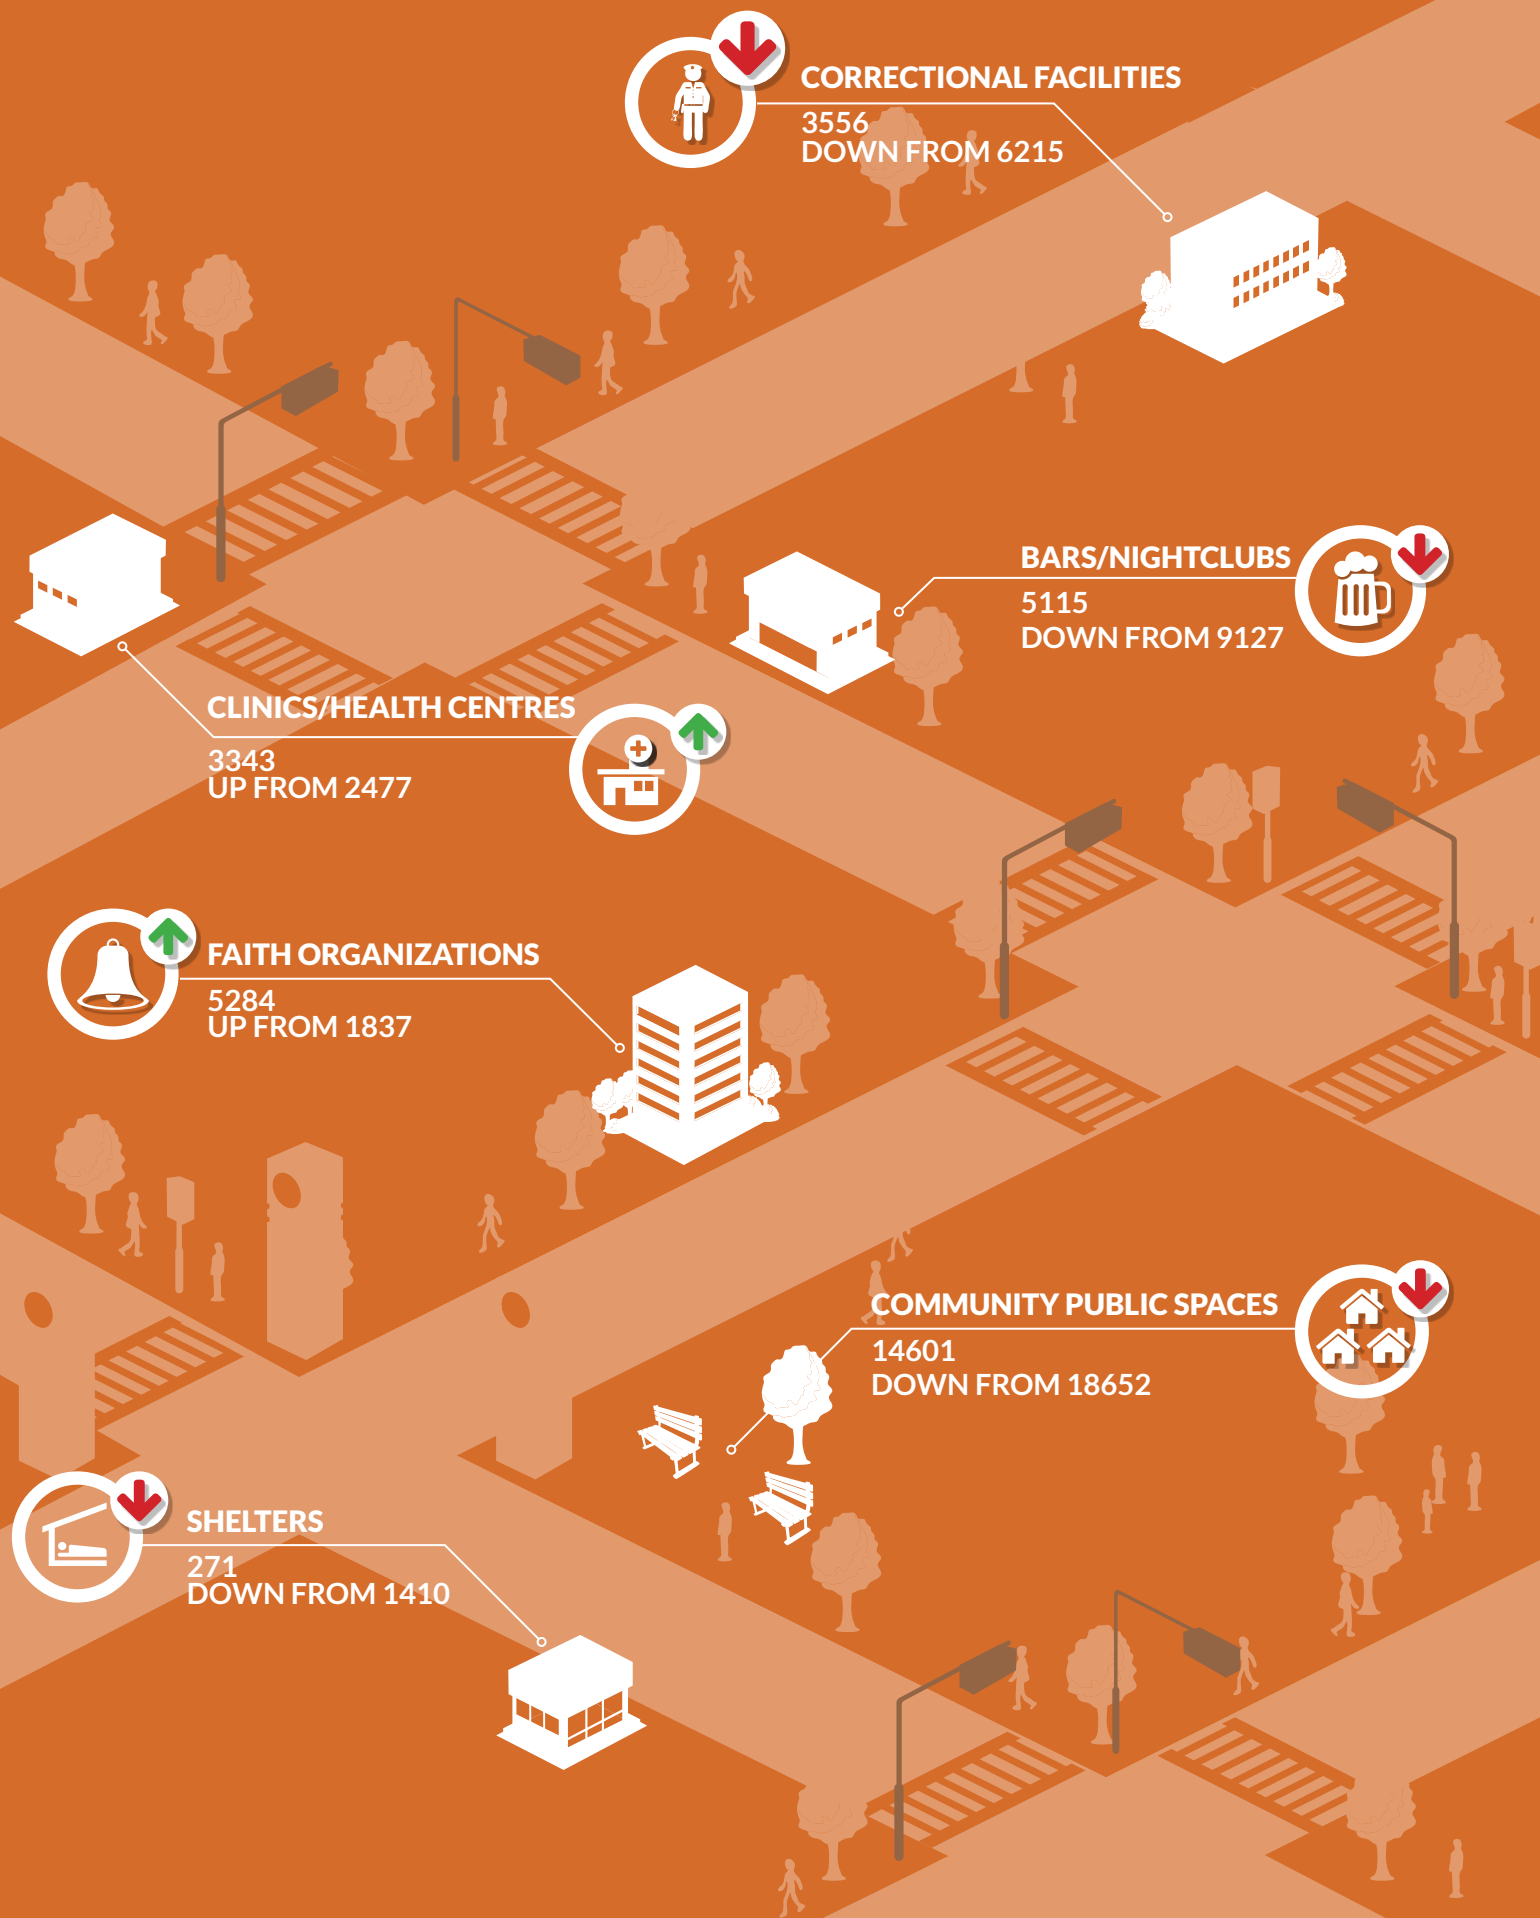 CORRECTIONAL FACILITIES
3556
DOWN FROM 6215
BARS/NIGHTCLUBS
5115
DOWN FROM 9127
CLINICS/HEALTH CENTRES
3343
UP FROM 2477
FAITH ORGANIZATIONS
5284
UP FROM 1837
COMMUNITY PUBLIC SPACES
14601
DOWN FROM 18652
SHELTERS
271
DOWN FROM 1410